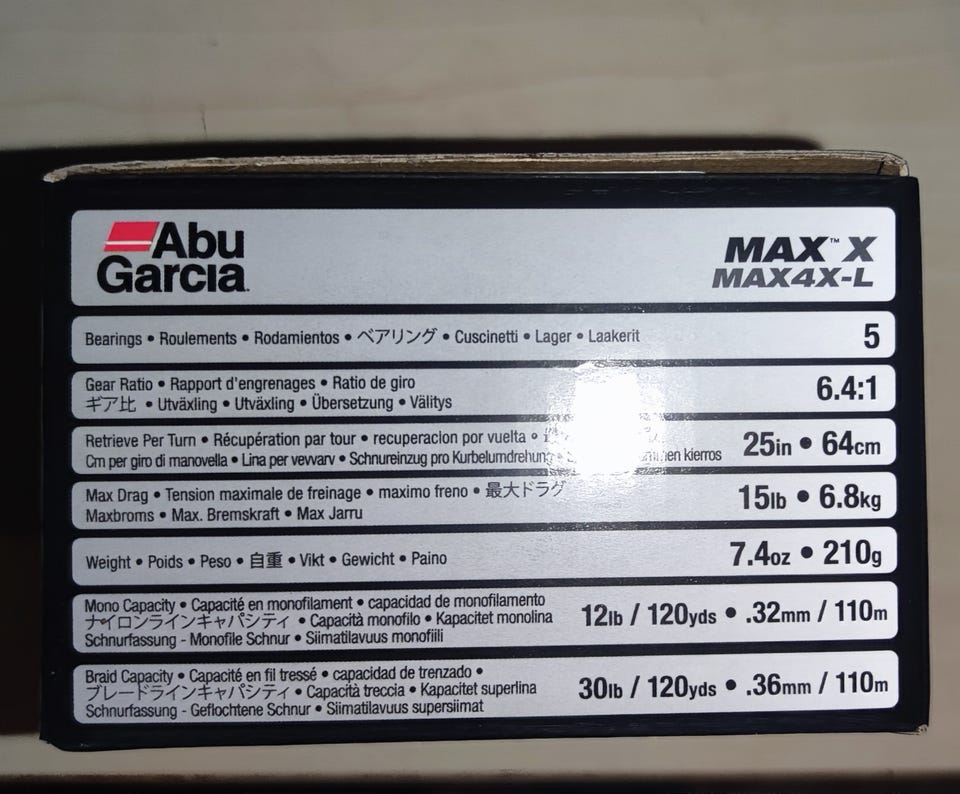 Abu
Garcia
MAX™ X
MAX4X-L
Bearings • Roulements • Rodamientos • ベアリング • Cuscinetti • Lager • Laakerit
5
Gear Ratio • Rapport d'engrenages • Ratio de giro
ギア比 • Utväxling • Utväxling • Übersetzung • Välitys
6.4:1
Retrieve Per Turn • Récupération par tour • recuperacion por vuelta •
Cm per giro di manovella • Lina per vevvarv • Schnureinzug pro Kurbelumdrehung kierros
25in • 64cm
Max Drag • Tension maximale de freinage • maximo freno • 最大ドラグ
Maxbroms • Max. Bremskraft • Max Jarru
15lb • 6.8kg
Weight • Poids • Peso • 自重 • Vikt • Gewicht • Paino
7.4oz • 210g
Mono Capacity • Capacité en monofilament • capacidad de monofilamento
ナイロンラインキャパシティ • Capacità monofilo • Kapacitet monolina
Schnurfassung - Monofile Schnur • Siimatilavuus monofiili
12lb / 120yds • .32mm / 110m
Braid Capacity • Capacité en fil tressé • capacidad de trenzado •
ブレードラインキャパシティ • Capacità treccia • Kapacitet superlina
Schnurfassung - Geflochtene Schnur • Siimatilavuus supersiimat
30lb / 120yds • .36mm / 110m